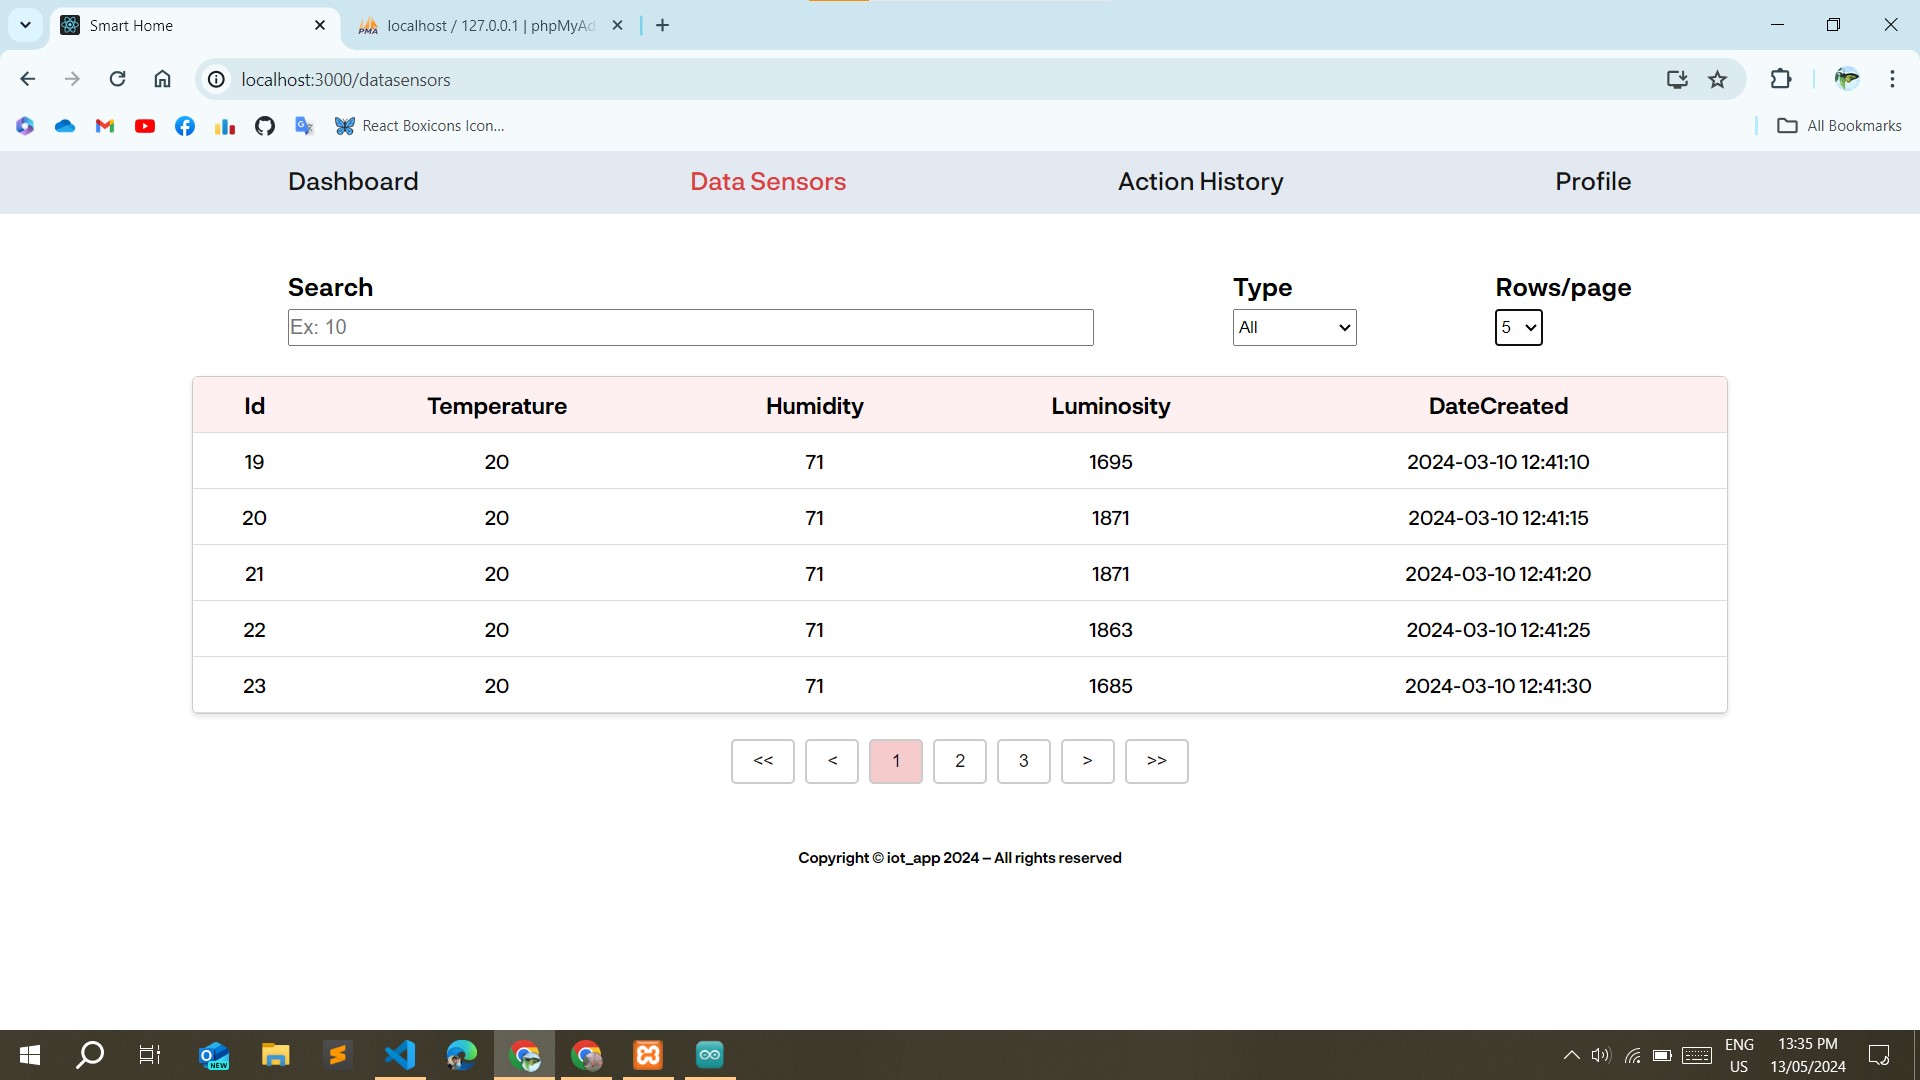 Smart Home
localhost / 127.0.0.1 | phpMyAd
localhost:3000/datasensors
React Boxicons Icon...
All Bookmarks
Dashboard Data Sensors Action History Profile
Search Type Rows/page
Ex: 10 All 5
Id Temperature Humidity Luminosity DateCreated
19 20 71 1695 2024-03-10 12:41:10
20 20 71 1871 2024-03-10 12:41:15
21 20 71 1871 2024-03-10 12:41:20
22 20 71 1863 2024-03-10 12:41:25
23 20 71 1685 2024-03-10 12:41:30
<< < 1 2 3 > >>
Copyright © iot_app 2024 – All rights reserved
ENG 13:35 PM
US 13/05/2024